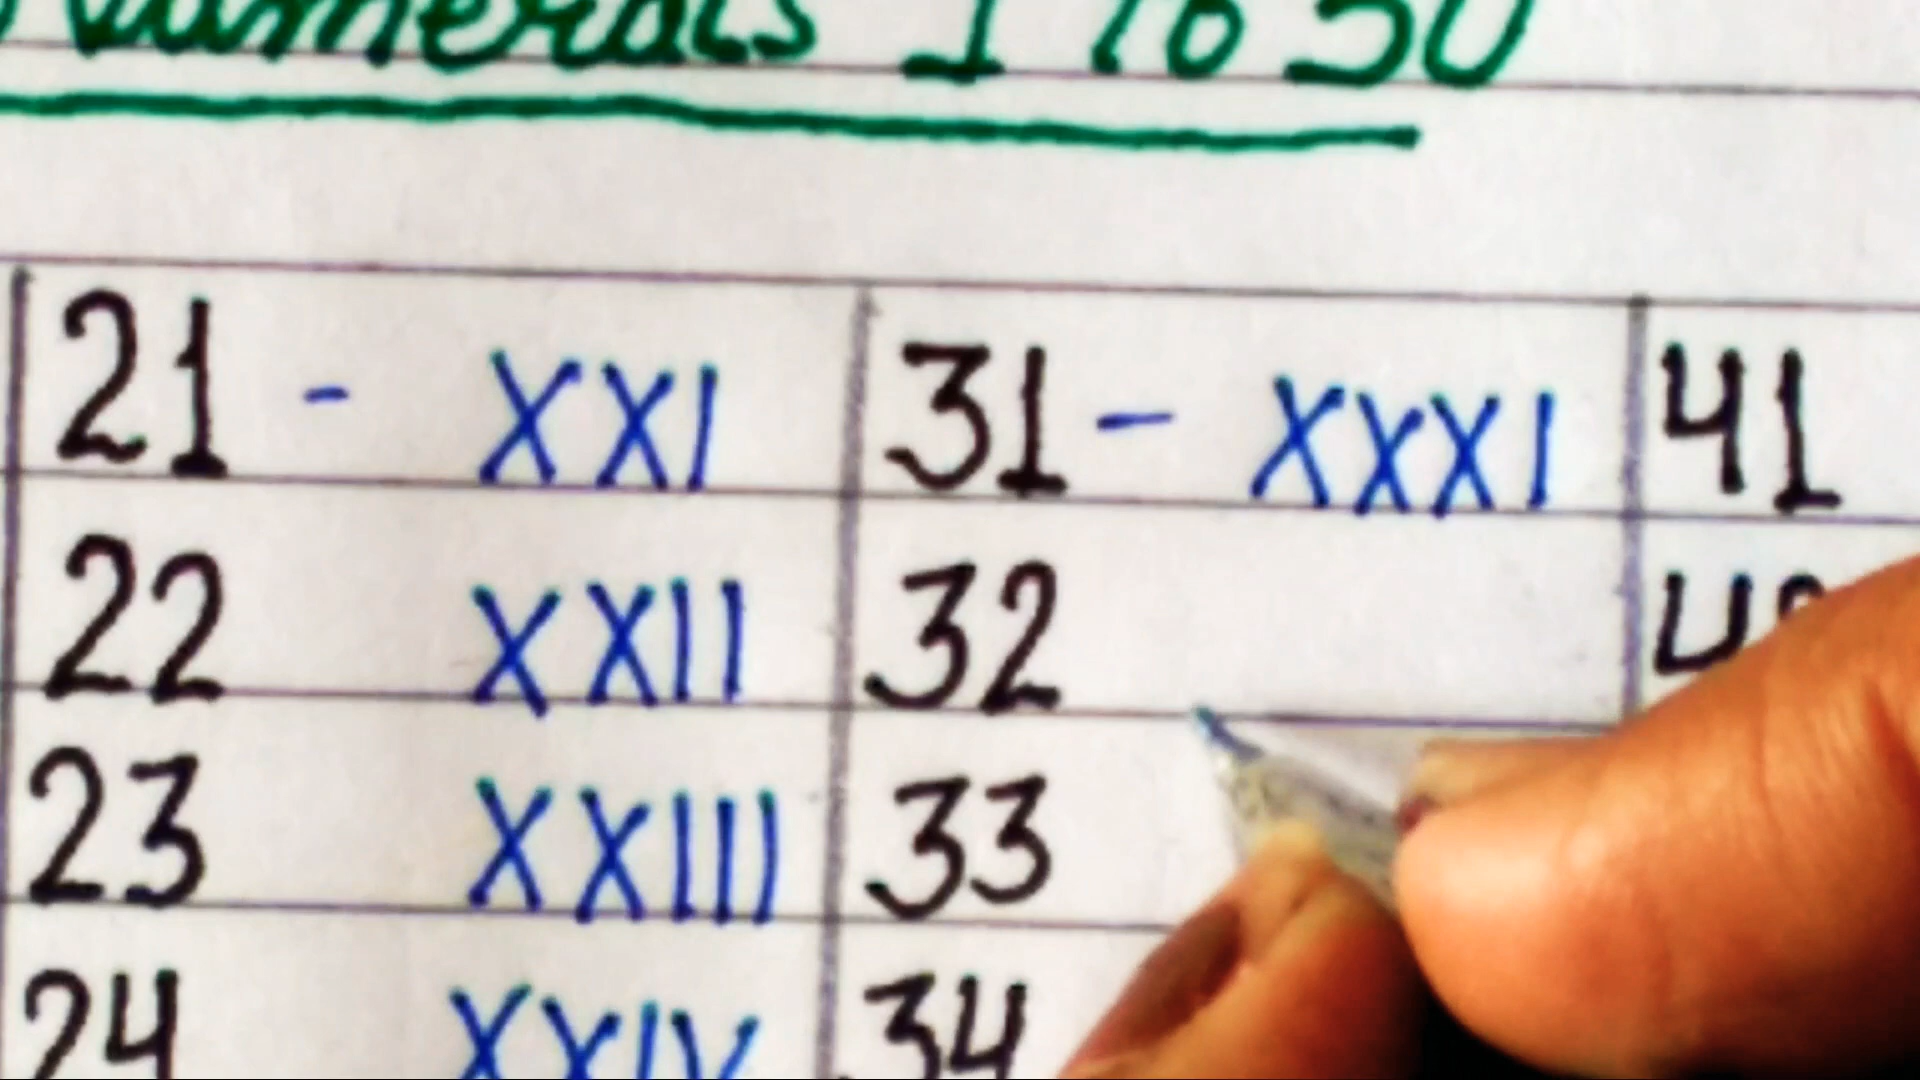 Numerals 1 to 50
21 - XXI 31 - XXXI 41
22 XXII 32
23 XXIII 33
24 XXIV 34